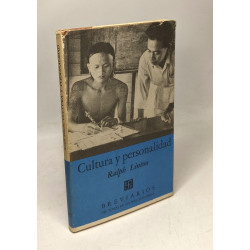 Cultura y personalidad
Ralph Linton
BREVIARIOS